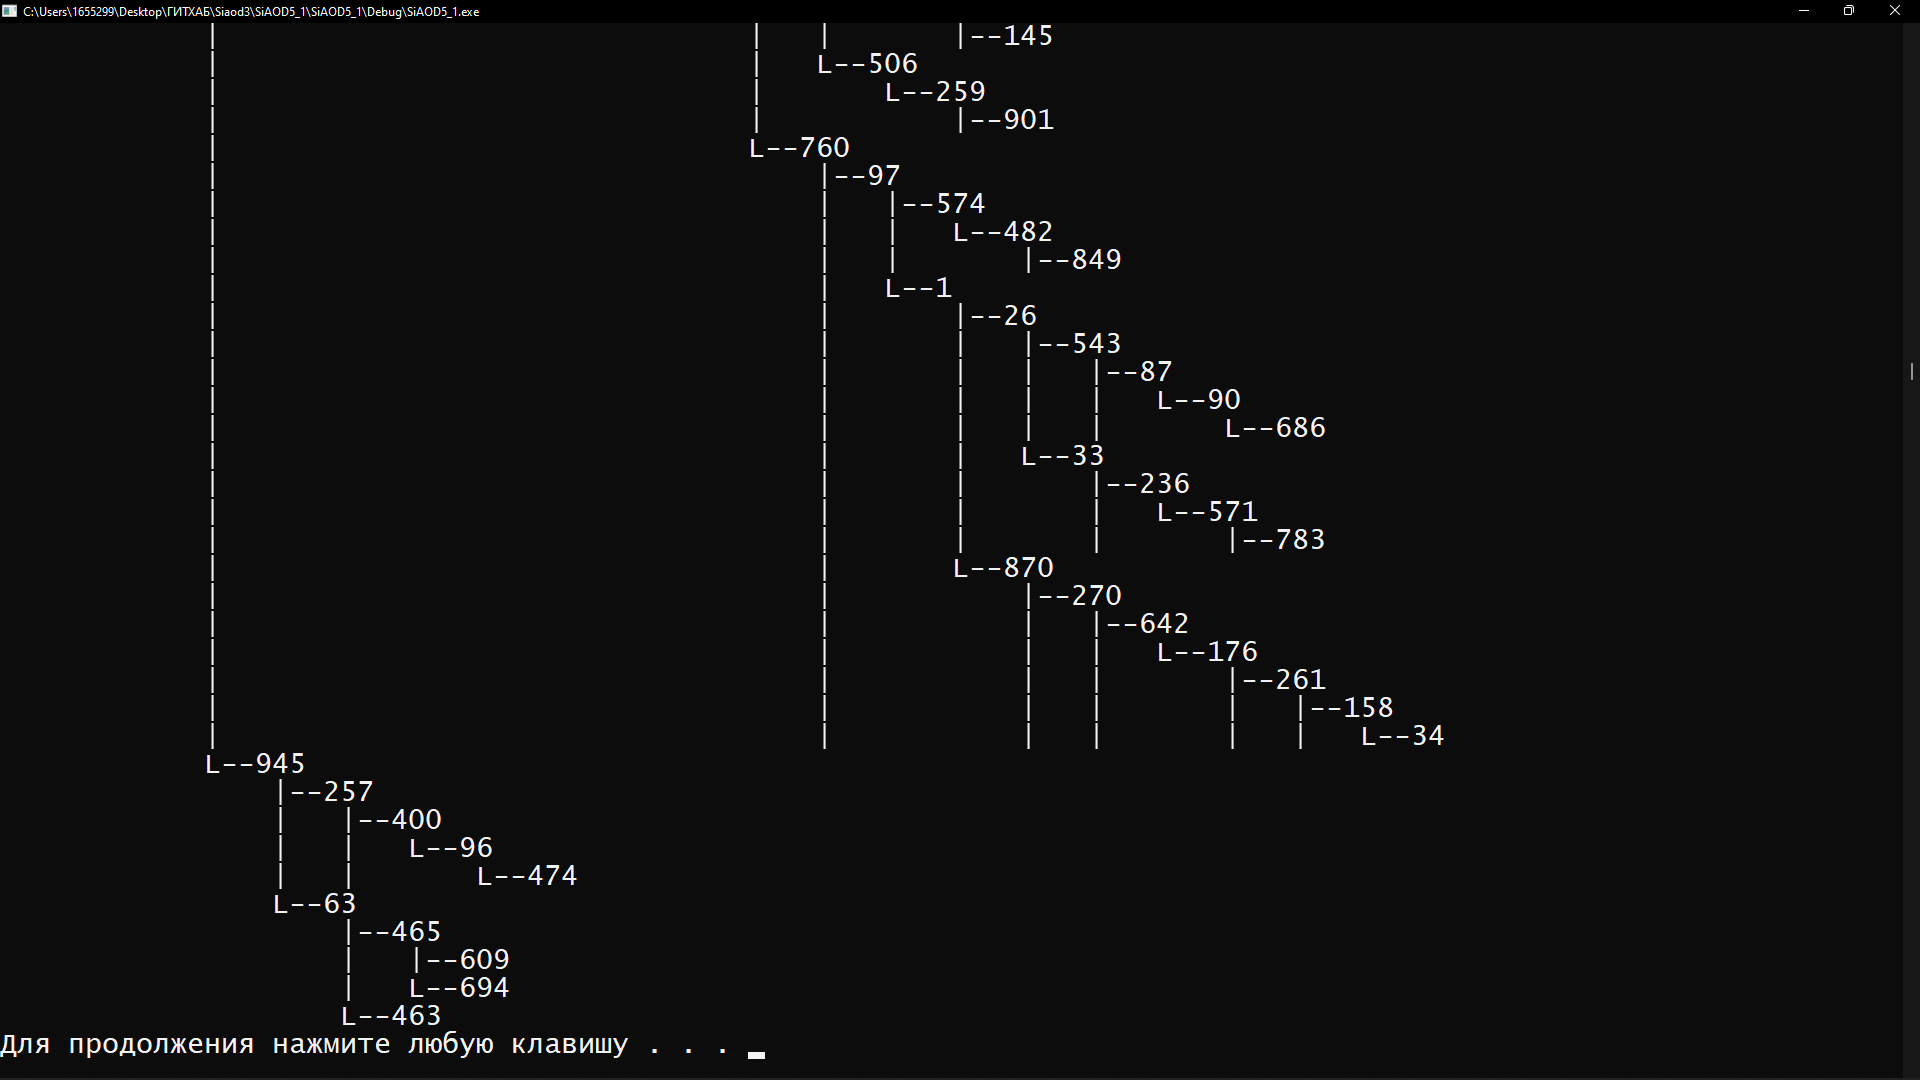 C:\Users\1655299\Desktop\ГИТХАБ\Siaod3\SiAOD5_1\SiAOD5_1\Debug\SiAOD5_1.exe
|--145
L--506
L--259
|--901
L--760
|--97
|--574
L--482
|--849
L--1
|--26
|--543
|--87
L--90
L--686
L--33
|--236
L--571
|--783
L--870
|--270
|--642
L--176
|--261
|--158
L--34
L--945
|--257
|--400
L--96
L--474
L--63
|--465
|--609
L--694
L--463
Для продолжения нажмите любую клавишу . . .